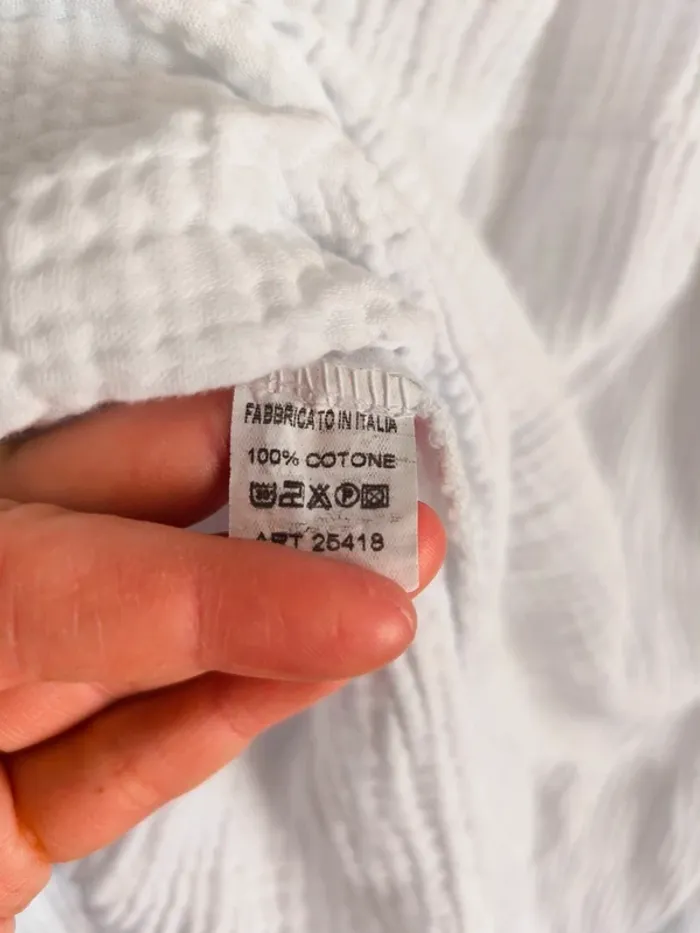 FABBRICATO IN ITALIA
100% COTONE
P
ART 25418